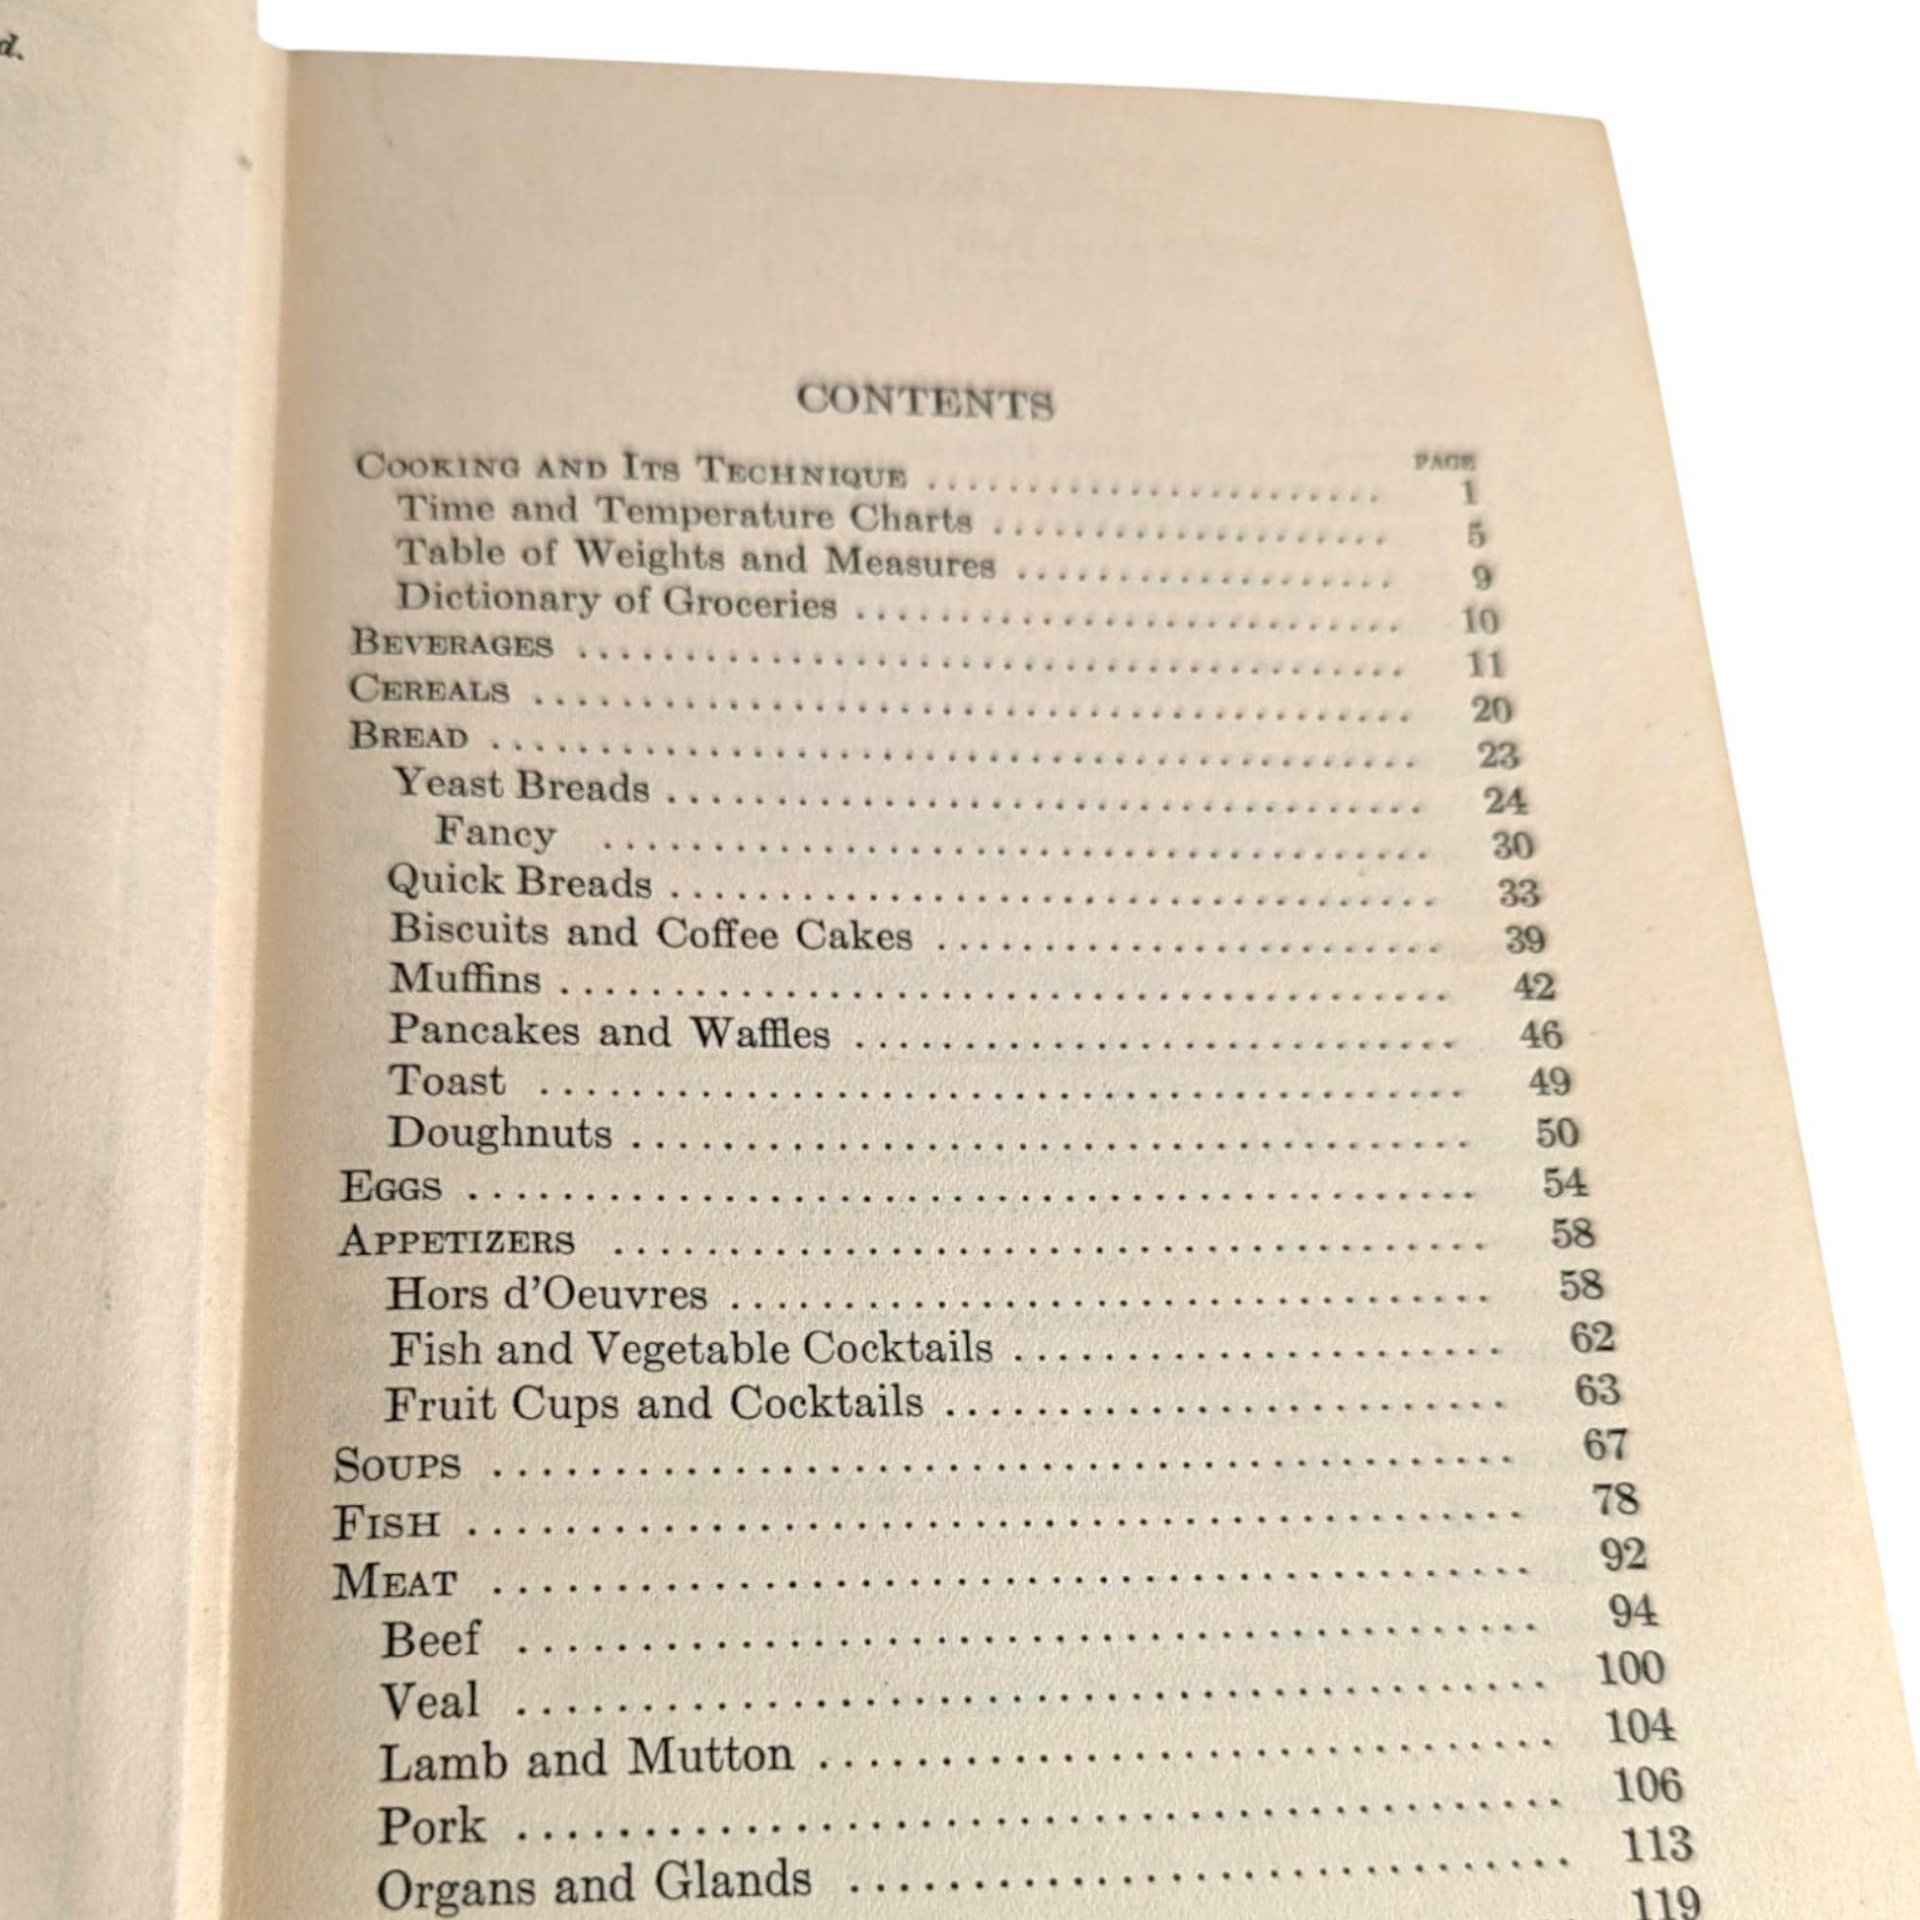 d.
CONTENTS
PAGE
COOKING AND ITS TECHNIQUE ........................ 1
Time and Temperature Charts .................... 5
Table of Weights and Measures ................... 9
Dictionary of Groceries ............................ 10
BEVERAGES ........................................ 11
CEREALS .......................................... 20
BREAD ............................................ 23
Yeast Breads ..................................... 24
Fancy ........................................ 30
Quick Breads ..................................... 33
Biscuits and Coffee Cakes ........................ 39
Muffins .......................................... 42
Pancakes and Waffles ............................ 46
Toast ............................................ 49
Doughnuts ....................................... 50
EGGS ............................................. 54
APPETIZERS ....................................... 58
Hors d'Oeuvres .................................. 58
Fish and Vegetable Cocktails ...................... 62
Fruit Cups and Cocktails ......................... 63
SOUPS ............................................ 67
FISH ............................................. 78
MEAT ............................................. 92
Beef ............................................. 94
Veal ............................................. 100
Lamb and Mutton ................................ 104
Pork ............................................. 106
Organs and Glands .............................. 113
119